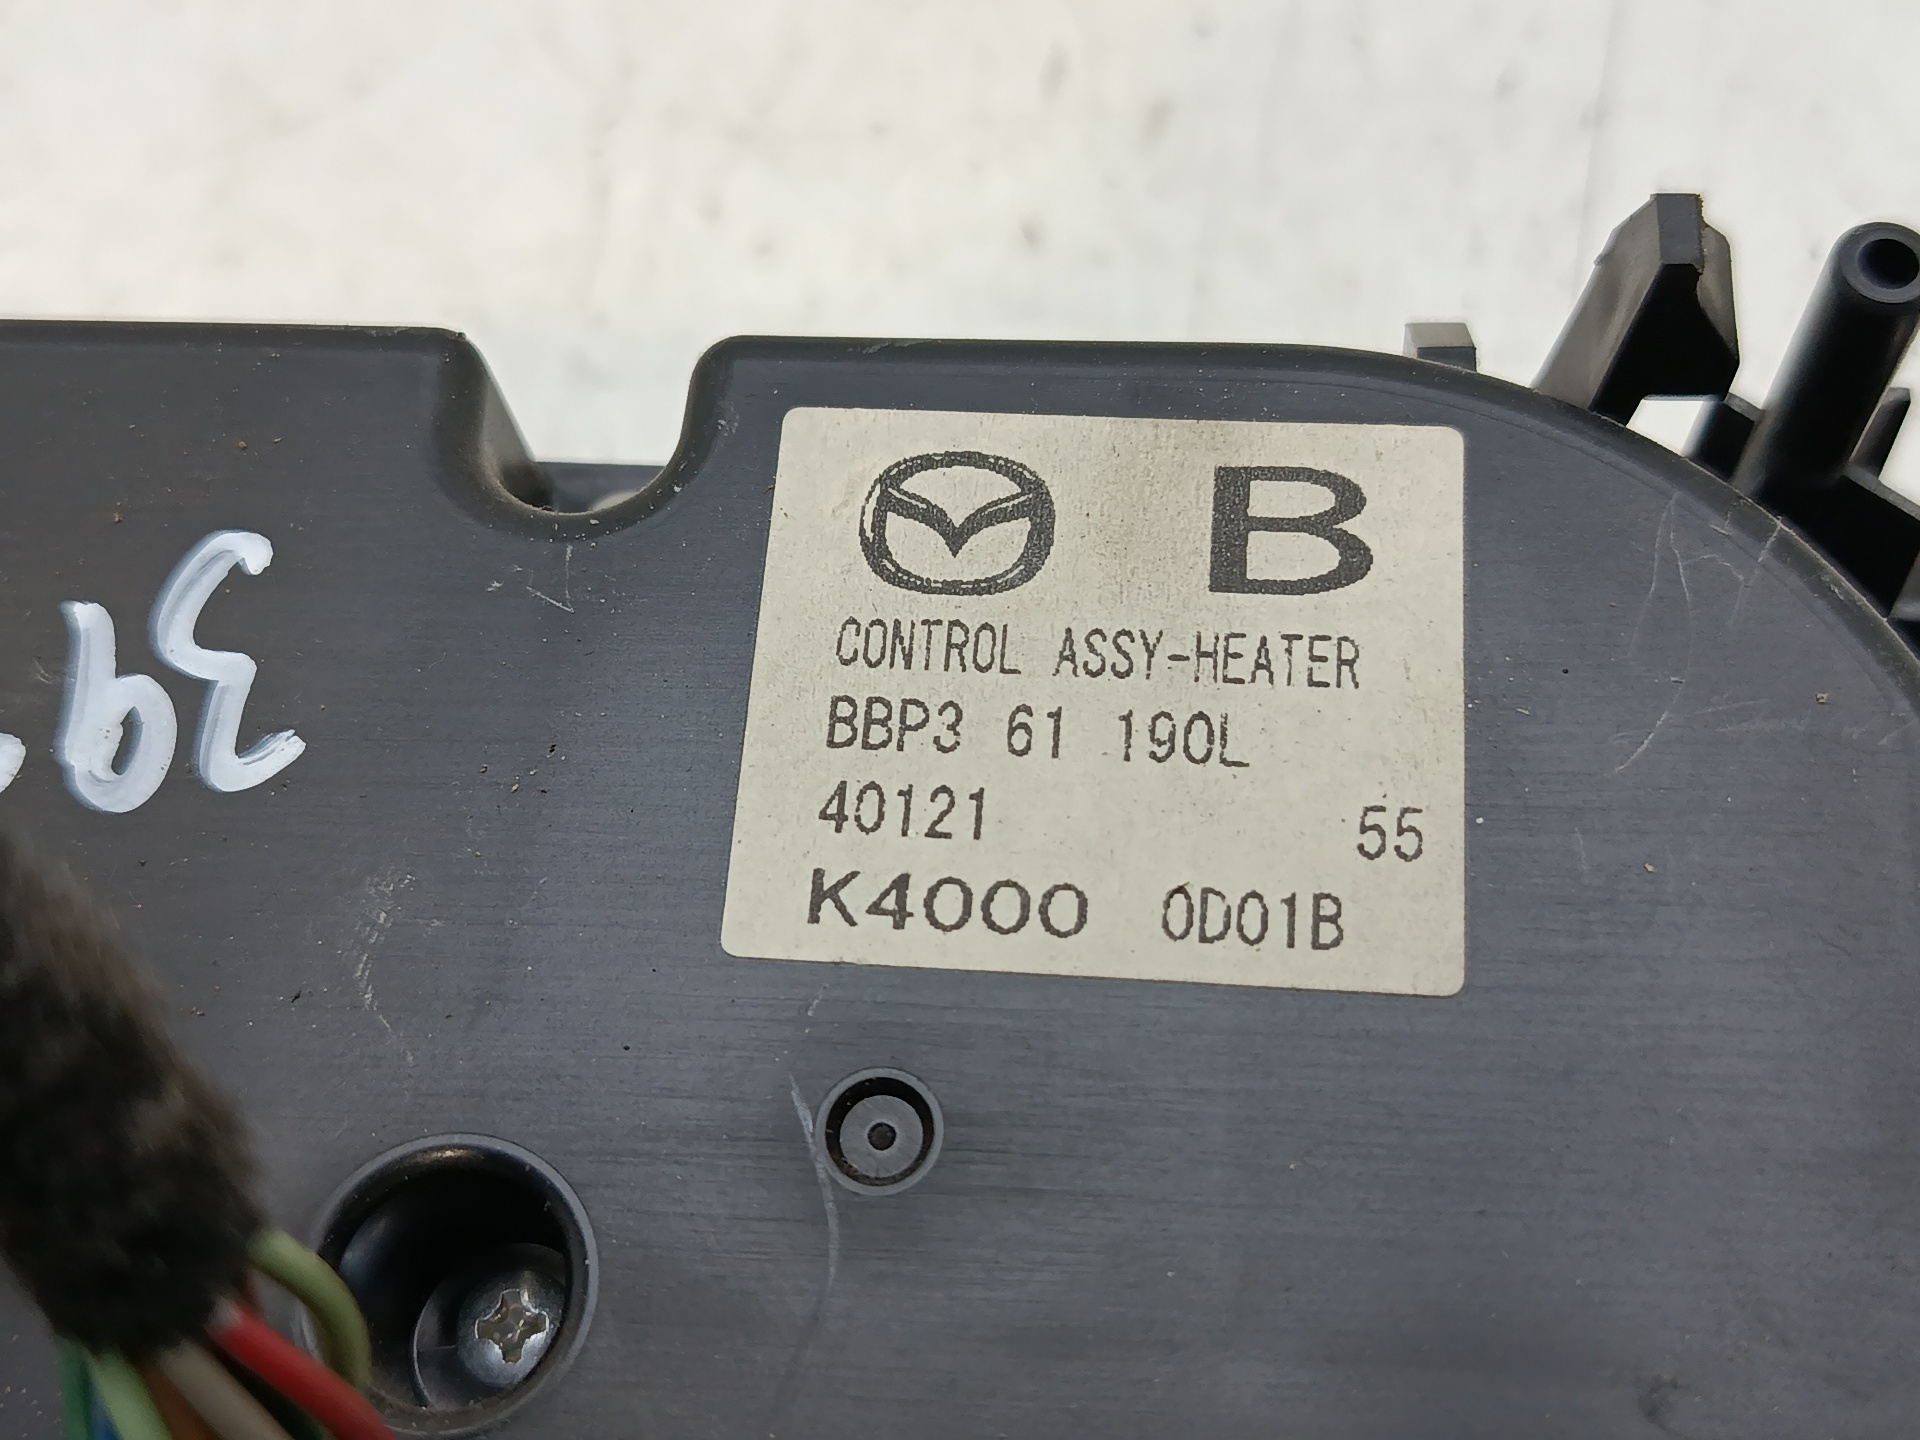 B
CONTROL ASSY-HEATER
BBP3 61 190L
40121 55
K4000 0D01B